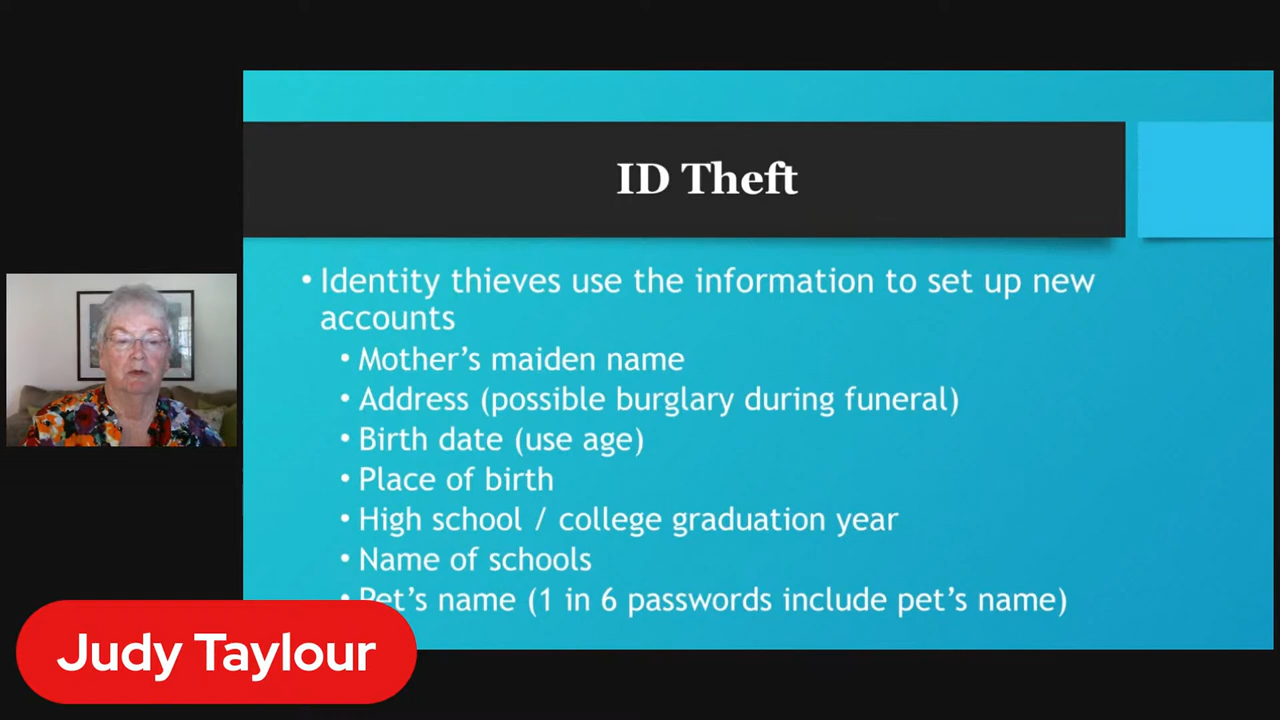 ID Theft
• Identity thieves use the information to set up new
accounts
• Mother's maiden name
• Address (possible burglary during funeral)
• Birth date (use age)
• Place of birth
• High school / college graduation year
• Name of schools
• Pet's name (1 in 6 passwords include pet's name)
Judy Taylour